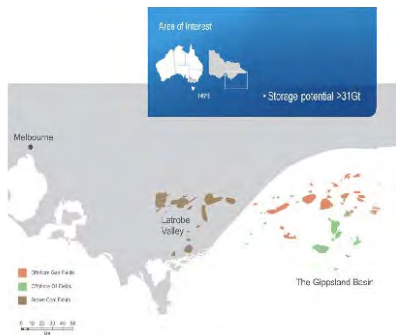 Area of Interest
• Storage potential >31Gt
Melbourne
Latrobe
Valley
Offshore Gas Fields
Offshore Oil Fields
Brown Coal Fields
The Gippsland Basin
0 10 20 30 40 50